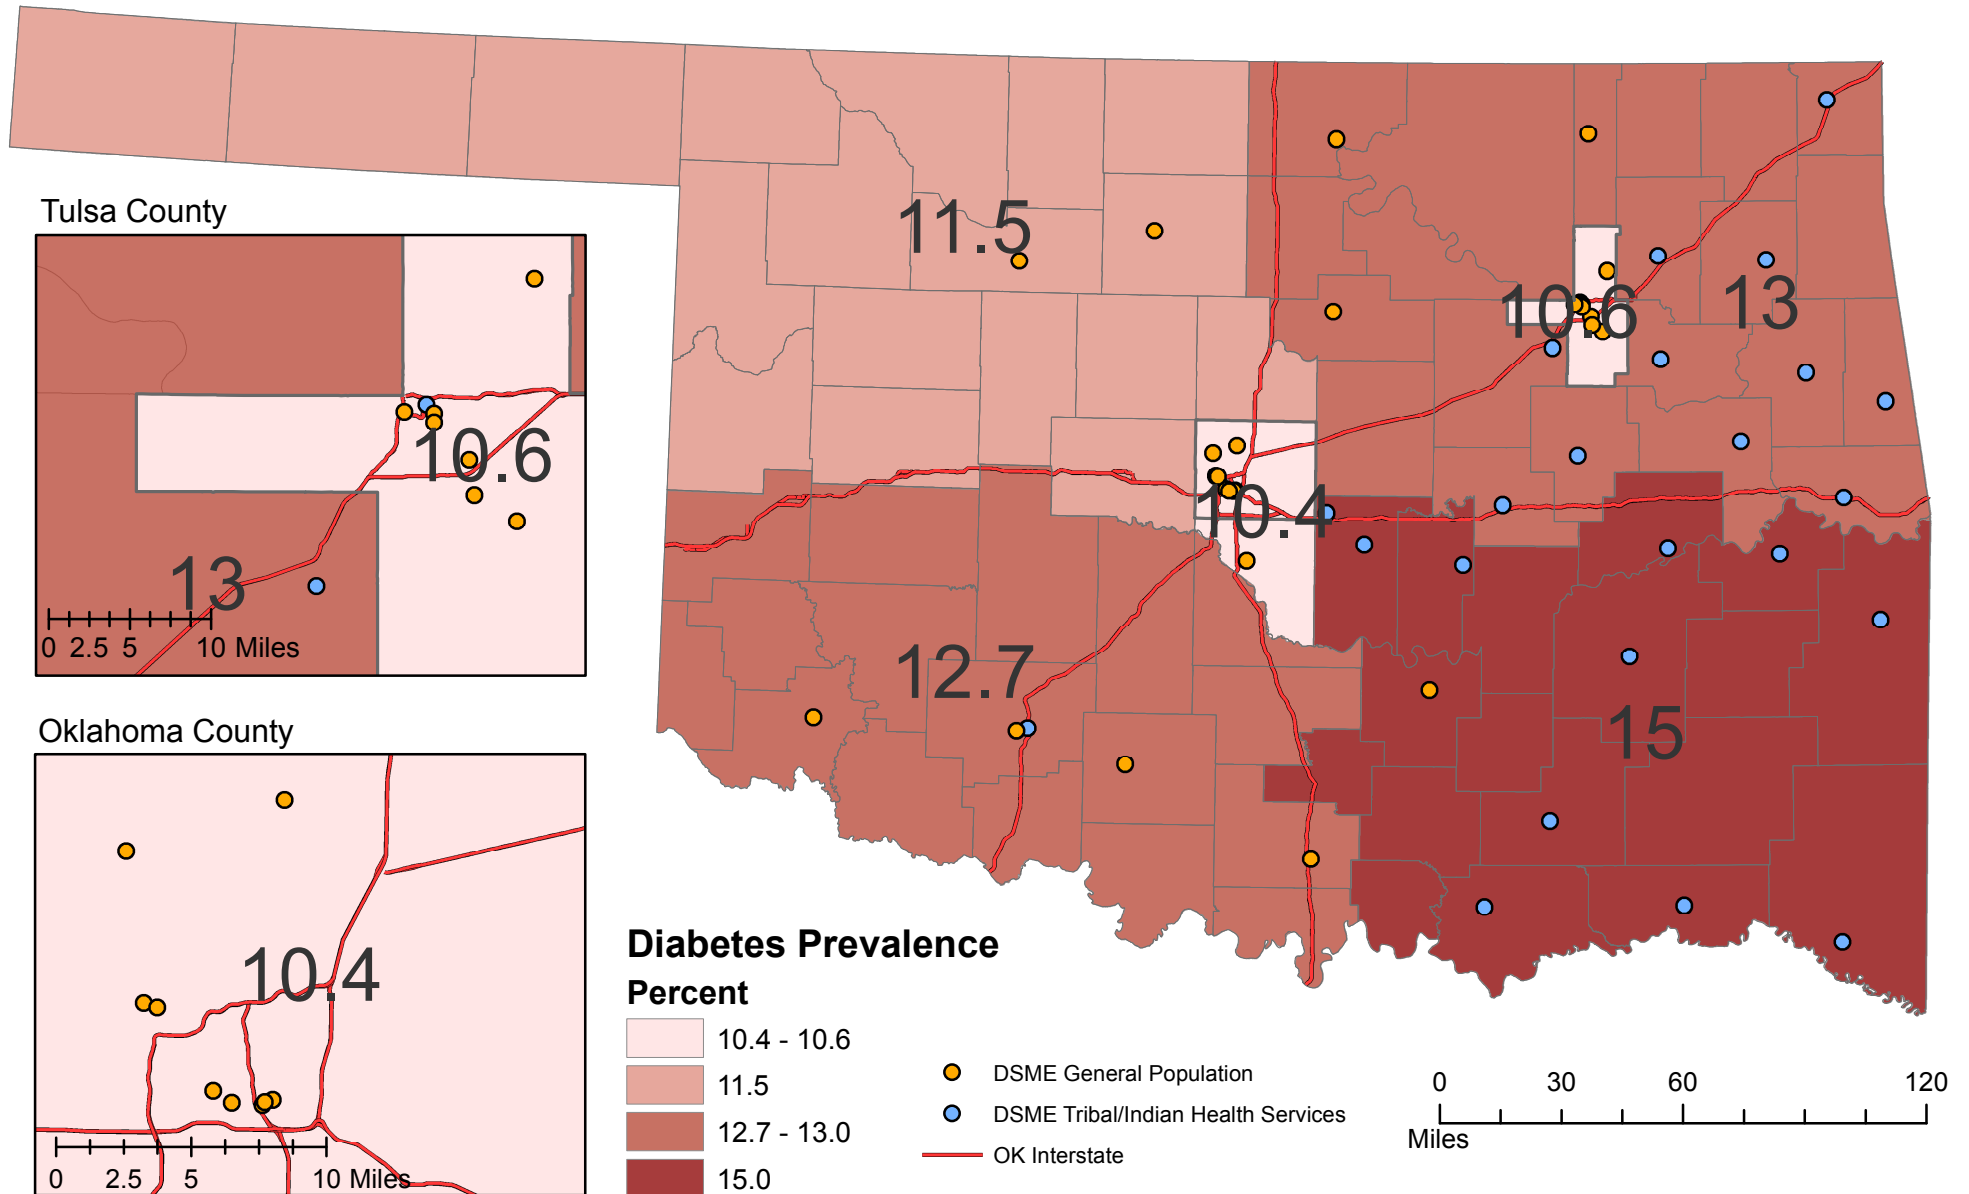 Tulsa County
10.6
13
0 2.5 5 10 Miles
Oklahoma County
10.4
0 2.5 5 10 Miles
11.5
10.6
13
10.4
12.7
15
Diabetes Prevalence
Percent
10.4 - 10.6
11.5
12.7 - 13.0
15.0
DSME General Population
DSME Tribal/Indian Health Services
OK Interstate
0 30 60 120
Miles